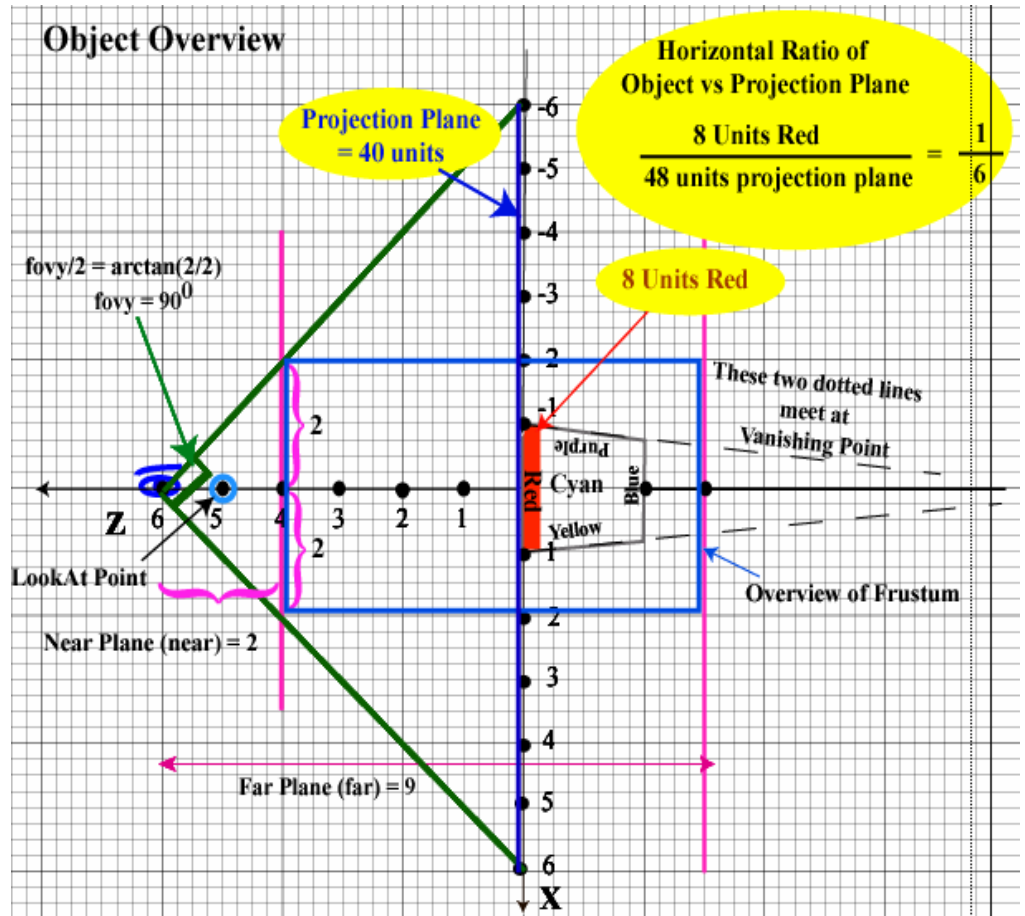 Object Overview
Horizontal Ratio of
Object vs Projection Plane
8 Units Red
48 units projection plane
=
1
6
Projection Plane
= 40 units
-6
-5
-4
-3
-2
-1
8 Units Red
fovy/2 = arctan(2/2)
fovy = 90⁰
These two dotted lines
meet at
Vanishing Point
2
2
Purple
Red
Cyan
Blue
Yellow
Z
6
5
4
3
2
1
LookAt Point
Near Plane (near) = 2
Overview of Frustum
Far Plane (far) = 9
1
2
3
4
5
6
X